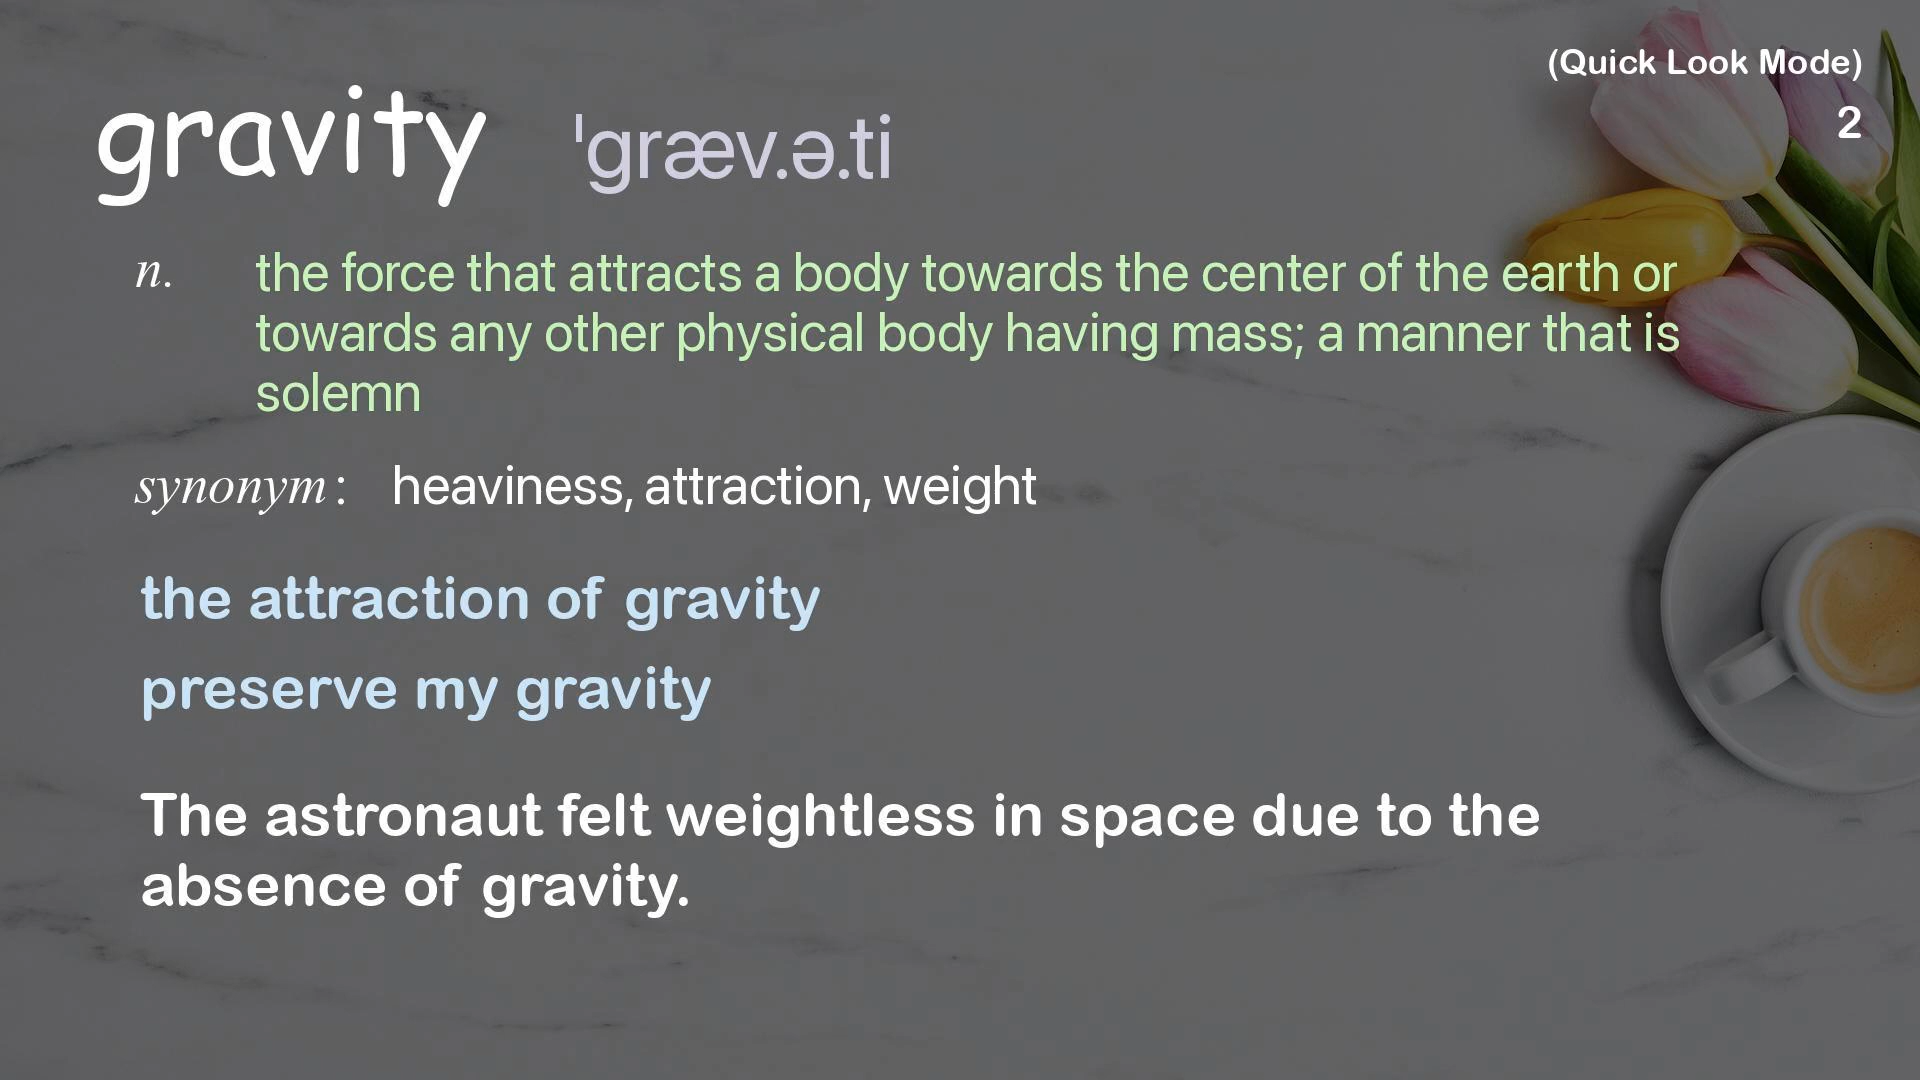 (Quick Look Mode)
2
gravity ˈgræv.ə.ti
n. the force that attracts a body towards the center of the earth or
towards any other physical body having mass; a manner that is
solemn
synonym: heaviness, attraction, weight
the attraction of gravity
preserve my gravity
The astronaut felt weightless in space due to the
absence of gravity.